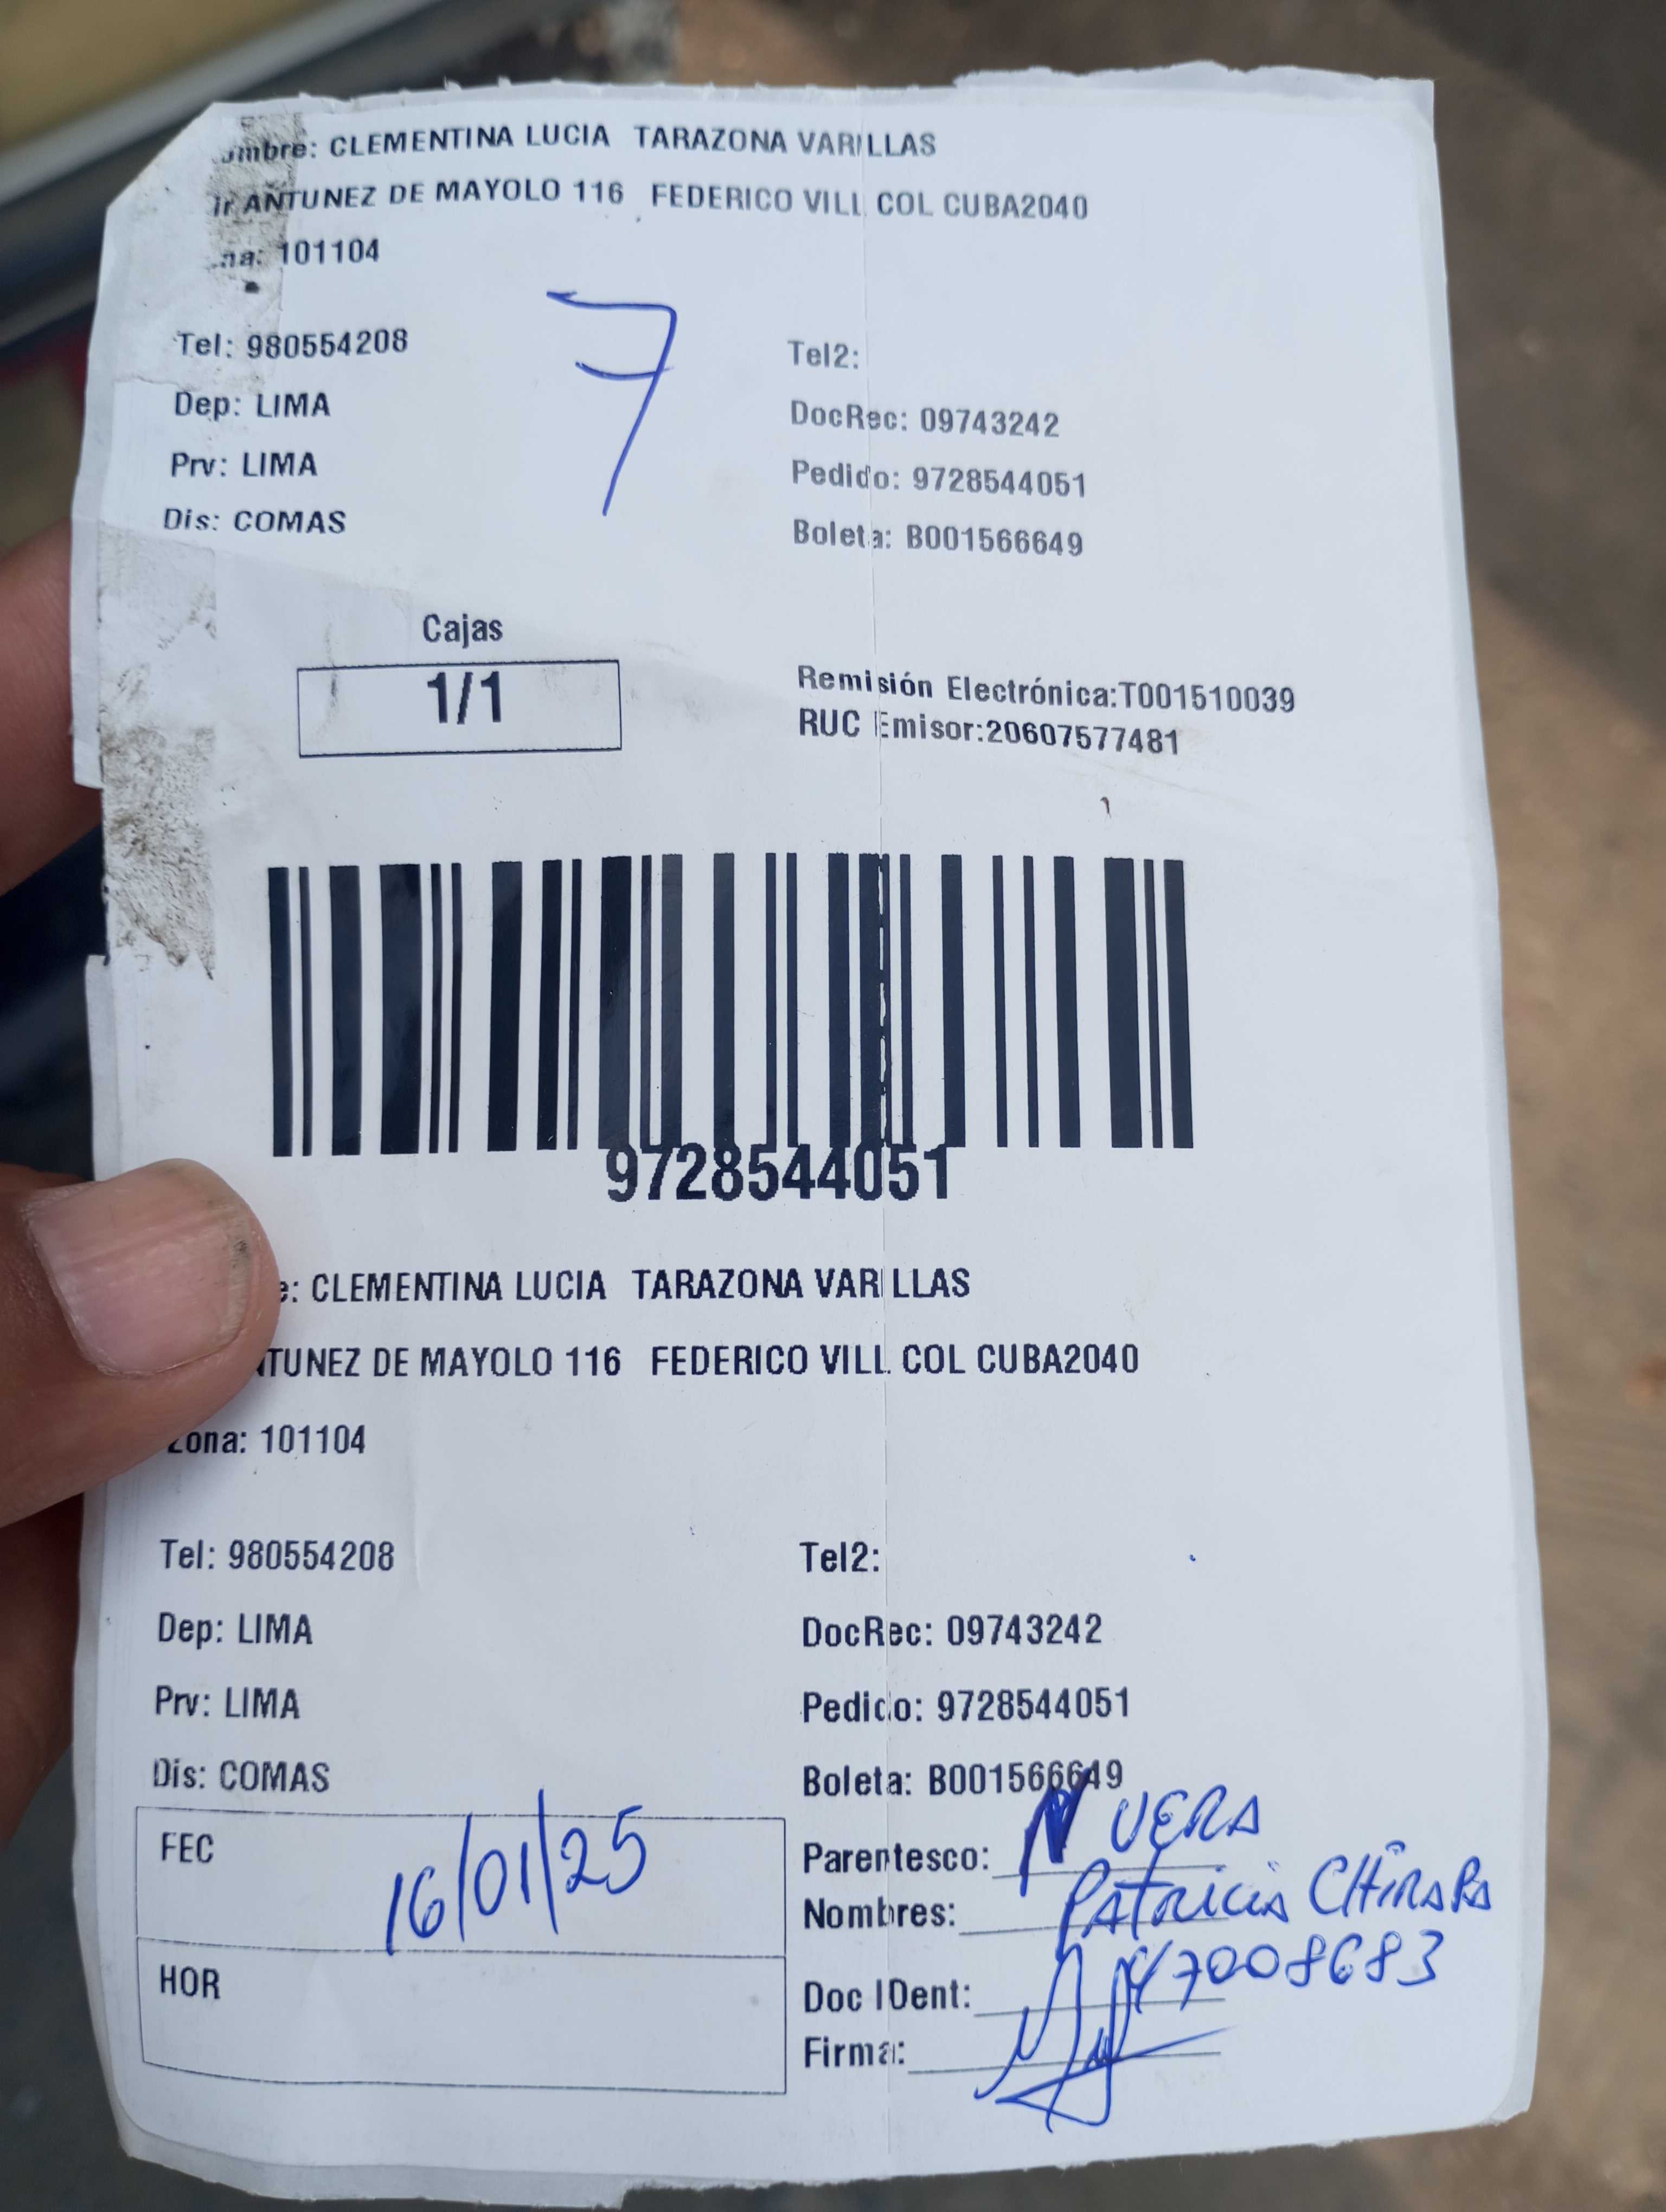 ombre: CLEMENTINA LUCIA TARAZONA VARILLAS
ir ANTUNEZ DE MAYOLO 116 FEDERICO VILL COL CUBA2040
na: 101104
7
Tel: 980554208 Tel2:
Dep: LIMA DocRec: 09743242
Prv: LIMA Pedido: 9728544051
Dis: COMAS Boleta: B001566649
Cajas
1/1
Remisión Electrónica:T001510039
RUC Emisor:20607577481
9728544051
e: CLEMENTINA LUCIA TARAZONA VARILLAS
TUNEZ DE MAYOLO 116 FEDERICO VILL COL CUBA2040
Zona: 101104
Tel: 980554208 Tel2:
Dep: LIMA DocRec: 09743242
Prv: LIMA Pedido: 9728544051
Dis: COMAS Boleta: B001566649
FEC 16/01/25
HOR
Parentesco: NUERA
Nombres: PATRICIA
Doc IDent: 47008683
Firma: